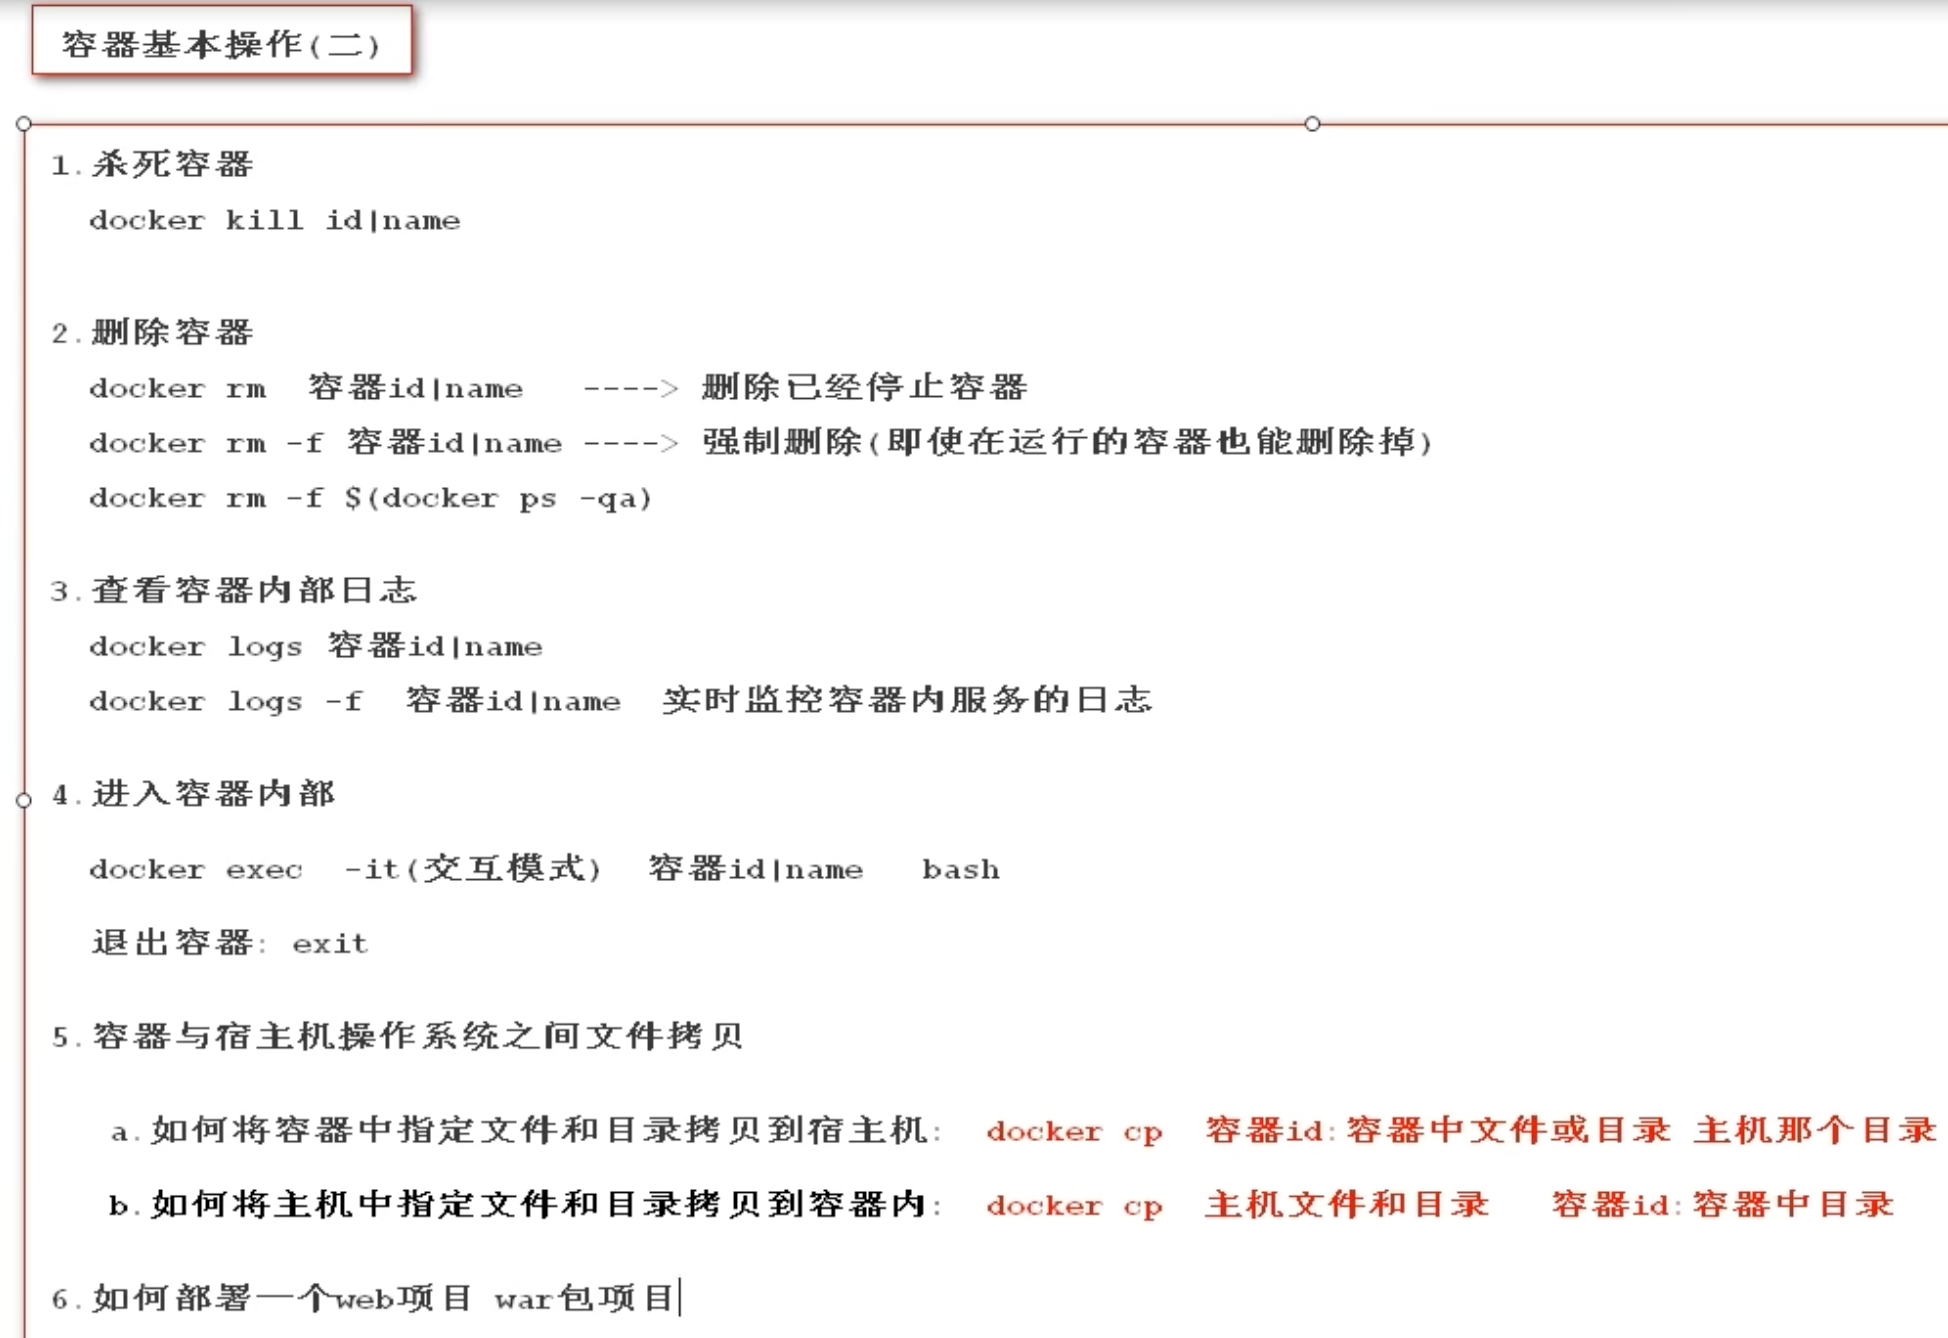 容器基本操作(二)
1.杀死容器
docker kill id|name
2.删除容器
docker rm 容器id|name ----> 删除已经停止容器
docker rm -f 容器id|name ----> 强制删除(即使在运行的容器也能删除掉)
docker rm -f $(docker ps -qa)
3.查看容器内部日志
docker logs 容器id|name
docker logs -f 容器id|name 实时监控容器内服务的日志
4.进入容器内部
docker exec -it(交互模式) 容器id|name bash
退出容器: exit
5.容器与宿主机操作系统之间文件拷贝
a.如何将容器中指定文件和目录拷贝到宿主机: docker cp 容器id:容器中文件或目录 主机那个目录
b.如何将主机中指定文件和目录拷贝到容器内: docker cp 主机文件和目录 容器id:容器中目录
6.如何部署一个web项目 war包项目